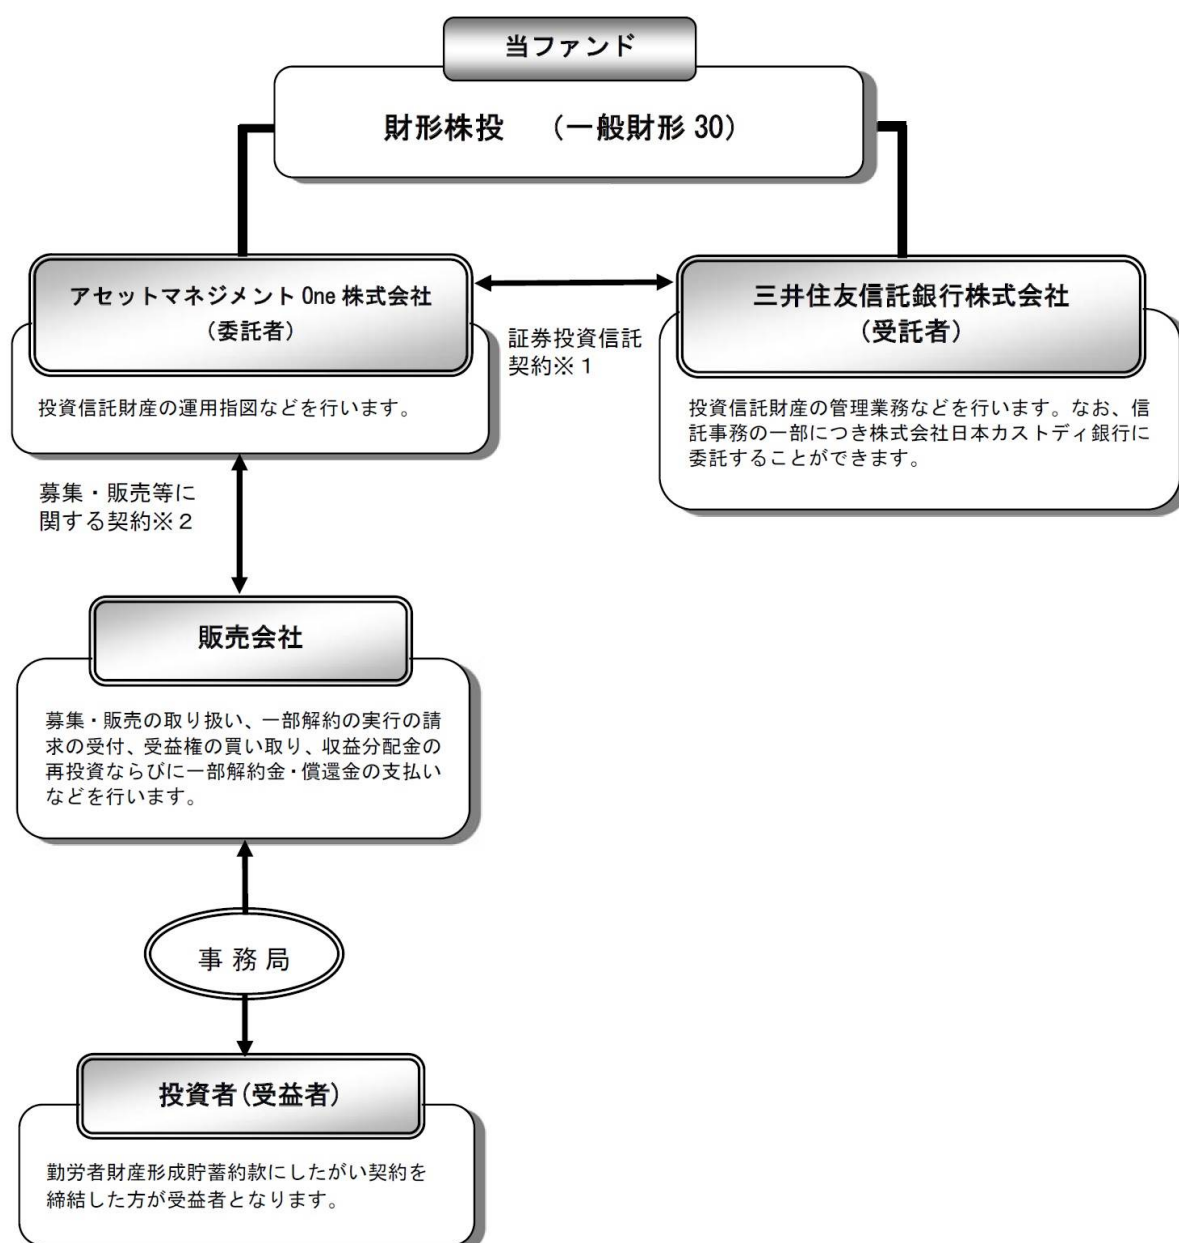 当ファンド
財形株投 (一般財形 30)
アセットマネジメント One 株式会社
(委託者)
投資信託財産の運用指図などを行います。
証券投資信託
契約※1
三井住友信託銀行株式会社
(受託者)
投資信託財産の管理業務などを行います。なお、信
託事務の一部につき株式会社日本カストディ銀行に
委託することができます。
募集・販売等に
関する契約※2
販売会社
募集・販売の取り扱い、一部解約の実行の請
求の受付、受益権の買い取り、収益分配金の
再投資ならびに一部解約金・償還金の支払い
などを行います。
事務局
投資者(受益者)
勤労者財産形成貯蓄約款にしたがい契約を
締結した方が受益者となります。